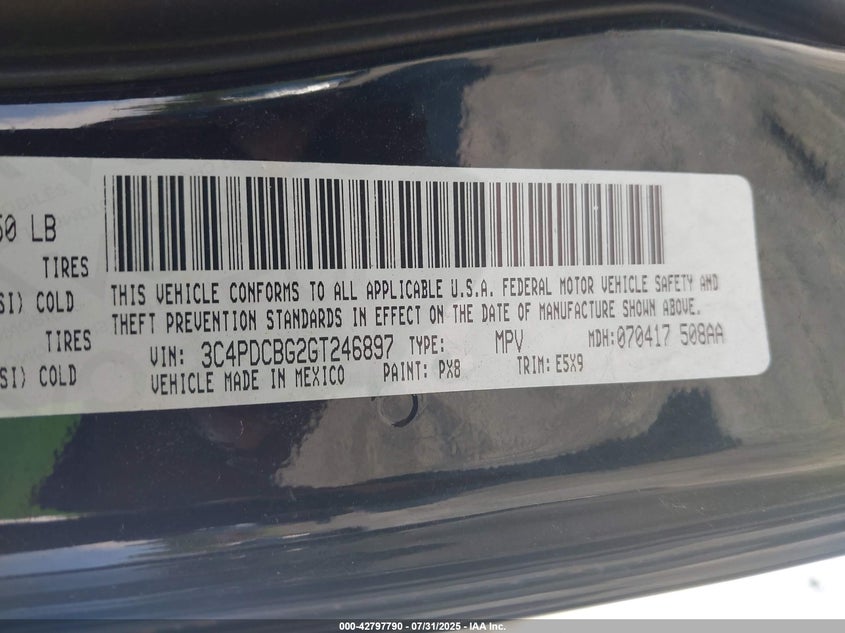 50 LB
TIRES
SI) COLD
TIRES
SI) COLD
THIS VEHICLE CONFORMS TO ALL APPLICABLE U.S.A. FEDERAL MOTOR VEHICLE SAFETY AND
THEFT PREVENTION STANDARDS IN EFFECT ON THE DATE OF MANUFACTURE SHOWN ABOVE.
VIN: 3C4PDCBG2GT246897 TYPE: MPV MDH:070417 508AA
VEHICLE MADE IN MEXICO PAINT: PX8 TRIM: E5X9
000-42797790 - 07/31/2025 - IAA Inc.